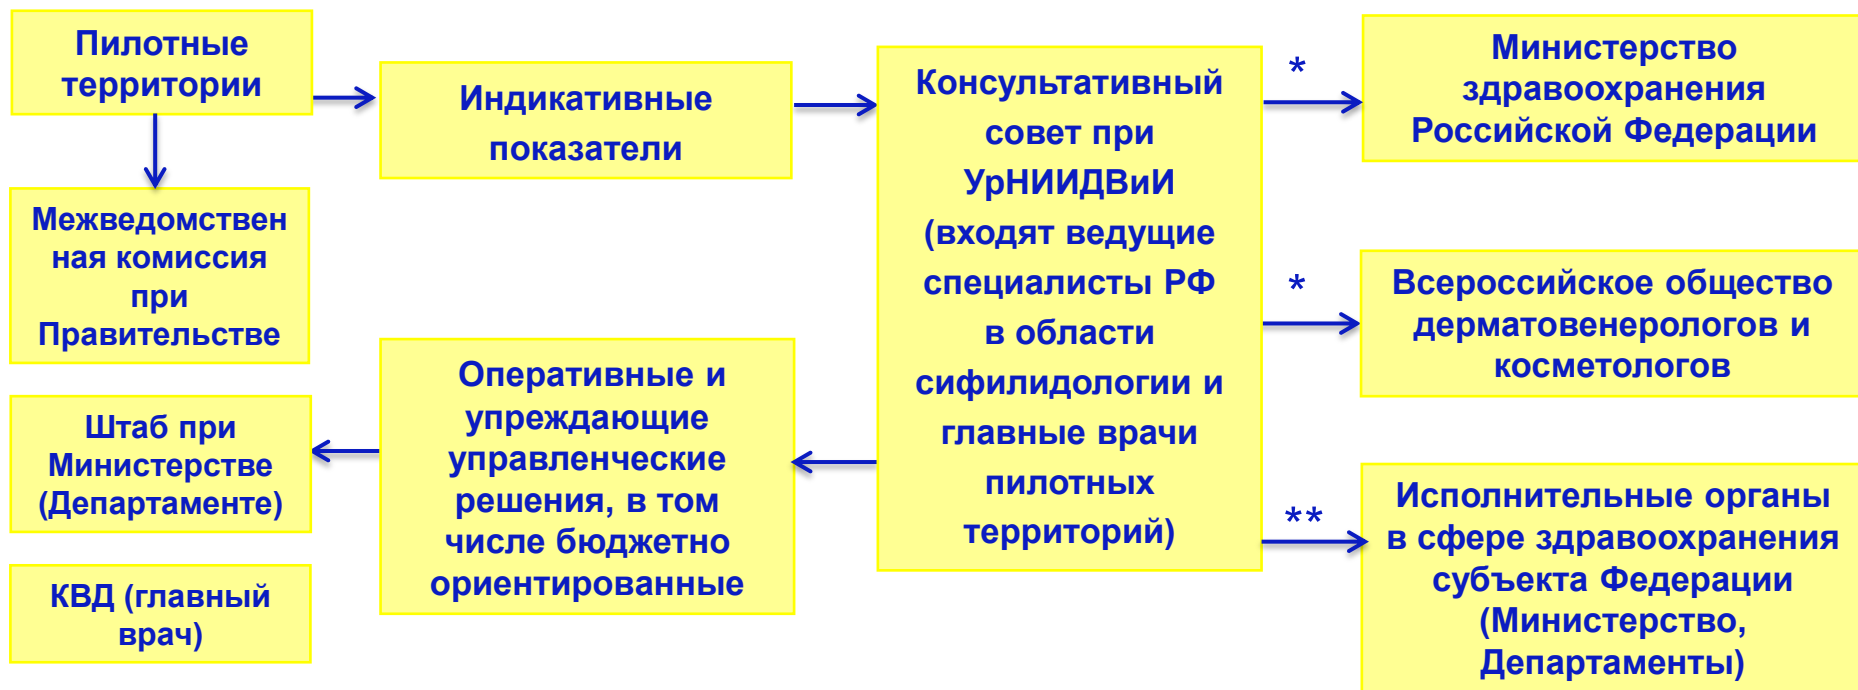 Пилотные
территории
Межведомствен
ная комиссия
при
Правительстве
Штаб при
Министерстве
(Департаменте)
КВД (главный
врач)
Индикативные
показатели
Оперативные и
упреждающие
управленческие
решения, в том
числе бюджетно
ориентированные
Консультативный
совет при
УрНИИДВиИ
(входят ведущие
специалисты РФ
в области
сифилидологии и
главные врачи
пилотных
территорий)
*
Министерство
здравоохранения
Российской Федерации
*
Всероссийское общество
дерматовенерологов и
косметологов
**
Исполнительные органы
в сфере здравоохранения
субъекта Федерации
(Министерство,
Департаменты)